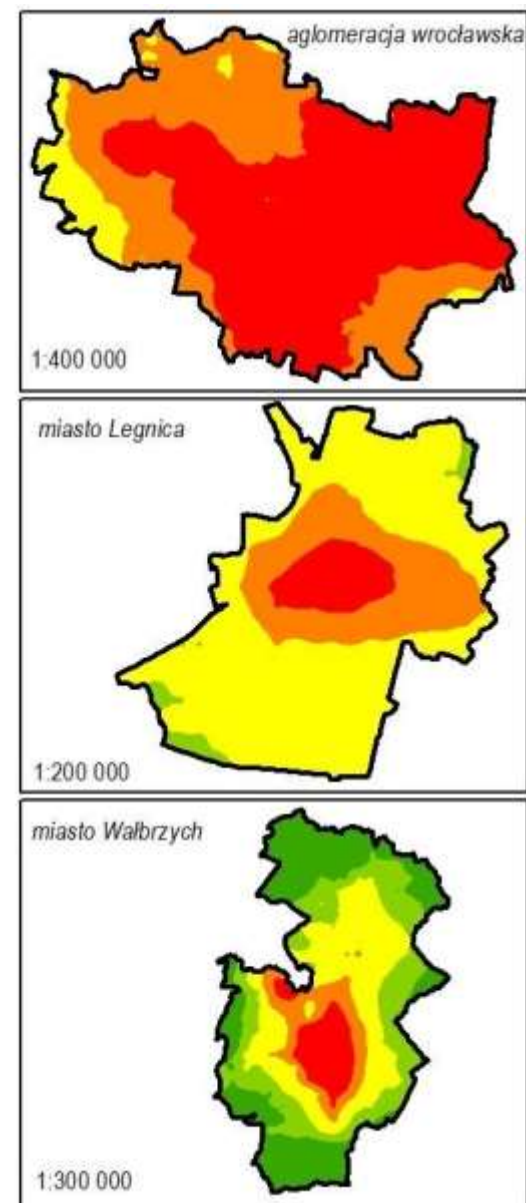 aglomeracja wrocławska
1:400 000
miasto Legnica
1:200 000
miasto Wałbrzych
1:300 000